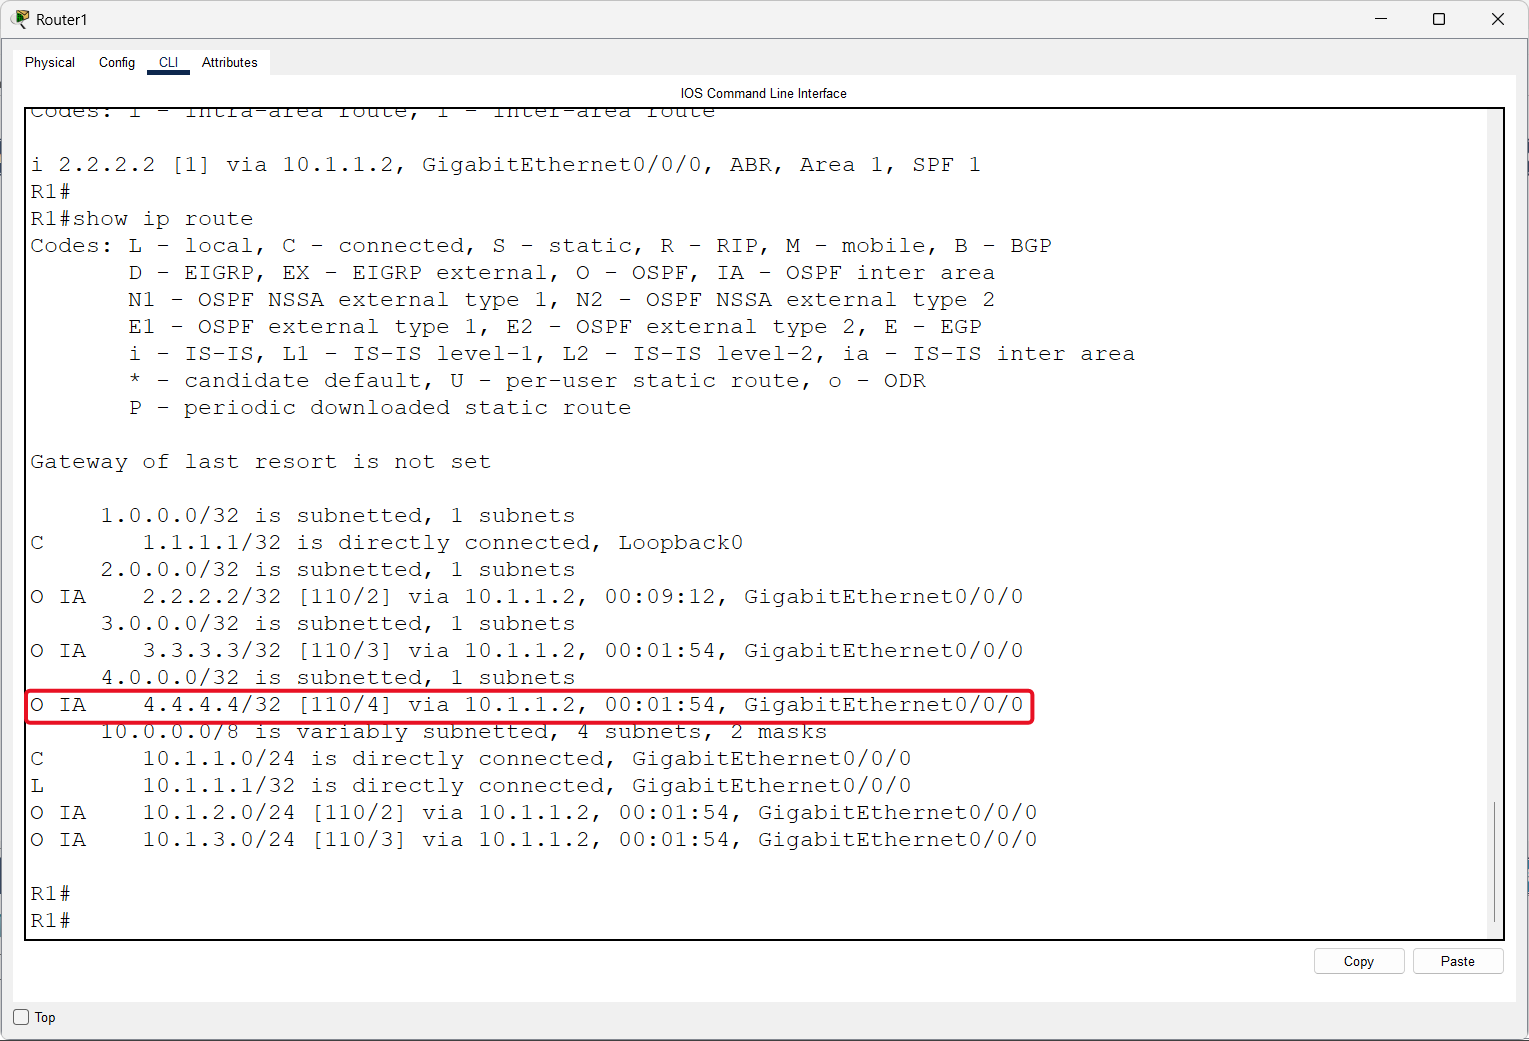 Router1
Physical Config CLI Attributes
IOS Command Line Interface
Codes: i - intra-area route, I - inter-area route
i 2.2.2.2 [1] via 10.1.1.2, GigabitEthernet0/0/0, ABR, Area 1, SPF 1
R1#
R1#show ip route
Codes: L - local, C - connected, S - static, R - RIP, M - mobile, B - BGP
D - EIGRP, EX - EIGRP external, O - OSPF, IA - OSPF inter area
N1 - OSPF NSSA external type 1, N2 - OSPF NSSA external type 2
E1 - OSPF external type 1, E2 - OSPF external type 2, E - EGP
i - IS-IS, L1 - IS-IS level-1, L2 - IS-IS level-2, ia - IS-IS inter area
* - candidate default, U - per-user static route, o - ODR
P - periodic downloaded static route
Gateway of last resort is not set
1.0.0.0/32 is subnetted, 1 subnets
C 1.1.1.1/32 is directly connected, Loopback0
2.0.0.0/32 is subnetted, 1 subnets
O IA 2.2.2.2/32 [110/2] via 10.1.1.2, 00:09:12, GigabitEthernet0/0/0
3.0.0.0/32 is subnetted, 1 subnets
O IA 3.3.3.3/32 [110/3] via 10.1.1.2, 00:01:54, GigabitEthernet0/0/0
4.0.0.0/32 is subnetted, 1 subnets
O IA 4.4.4.4/32 [110/4] via 10.1.1.2, 00:01:54, GigabitEthernet0/0/0
10.0.0.0/8 is variably subnetted, 4 subnets, 2 masks
C 10.1.1.0/24 is directly connected, GigabitEthernet0/0/0
L 10.1.1.1/32 is directly connected, GigabitEthernet0/0/0
O IA 10.1.2.0/24 [110/2] via 10.1.1.2, 00:01:54, GigabitEthernet0/0/0
O IA 10.1.3.0/24 [110/3] via 10.1.1.2, 00:01:54, GigabitEthernet0/0/0
R1#
R1#
Copy Paste
Top